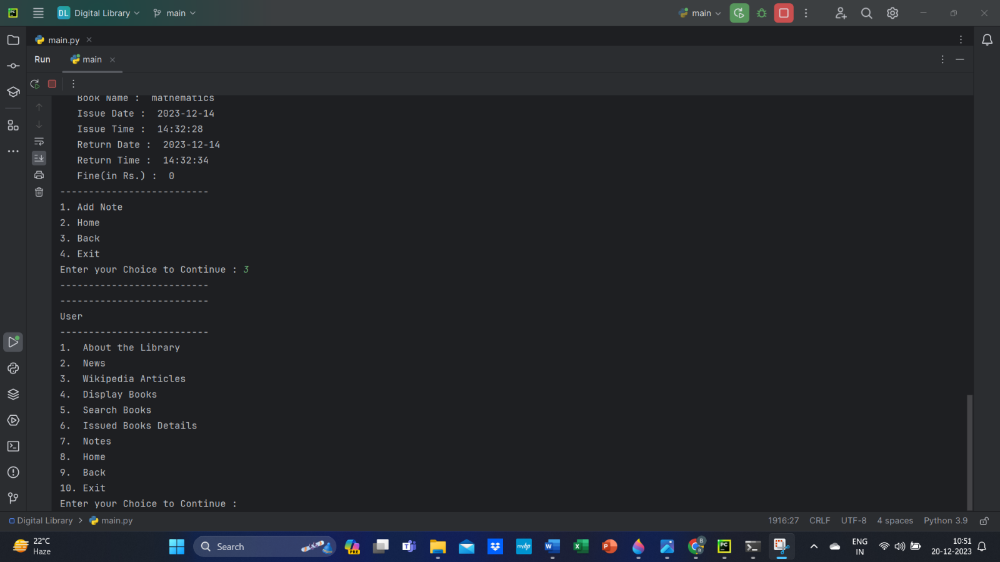 DL Digital Library main main
main.py
Run main
Book Name :  mathematics
Issue Date :  2023-12-14
Issue Time :  14:32:28
Return Date :  2023-12-14
Return Time :  14:32:34
Fine(in Rs.) :  0
--------------------------
1. Add Note
2. Home
3. Back
4. Exit
Enter your Choice to Continue : 3
--------------------------
--------------------------
User
--------------------------
1.  About the Library
2.  News
3.  Wikipedia Articles
4.  Display Books
5.  Search Books
6.  Issued Books Details
7.  Notes
8.  Home
9.  Back
10. Exit
Enter your Choice to Continue :
Digital Library > main.py 1916:27 CRLF UTF-8 4 spaces Python 3.9
22°C
Haze
Search
PRE
myhp
ENG
IN
10:51
20-12-2023